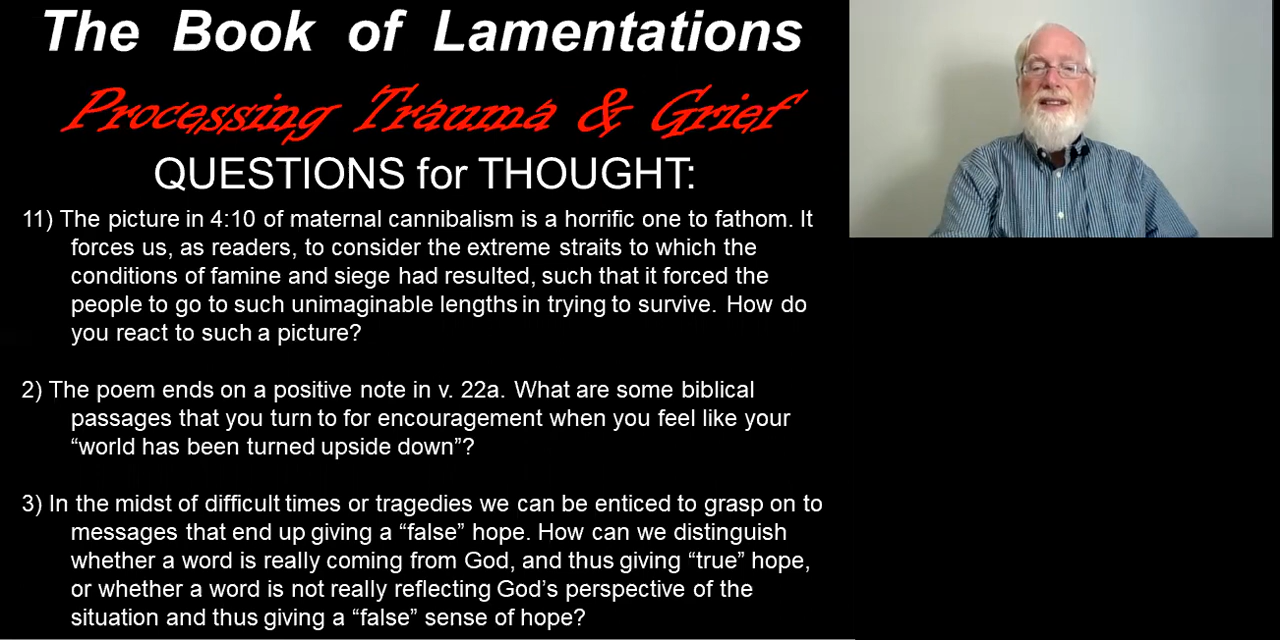 The Book of Lamentations
Processing Trauma & Grief
QUESTIONS for THOUGHT:
11) The picture in 4:10 of maternal cannibalism is a horrific one to fathom. It
forces us, as readers, to consider the extreme straits to which the
conditions of famine and siege had resulted, such that it forced the
people to go to such unimaginable lengths in trying to survive. How do
you react to such a picture?
2) The poem ends on a positive note in v. 22a. What are some biblical
passages that you turn to for encouragement when you feel like your
“world has been turned upside down”?
3) In the midst of difficult times or tragedies we can be enticed to grasp on to
messages that end up giving a “false” hope. How can we distinguish
whether a word is really coming from God, and thus giving “true” hope,
or whether a word is not really reflecting God’s perspective of the
situation and thus giving a “false” sense of hope?